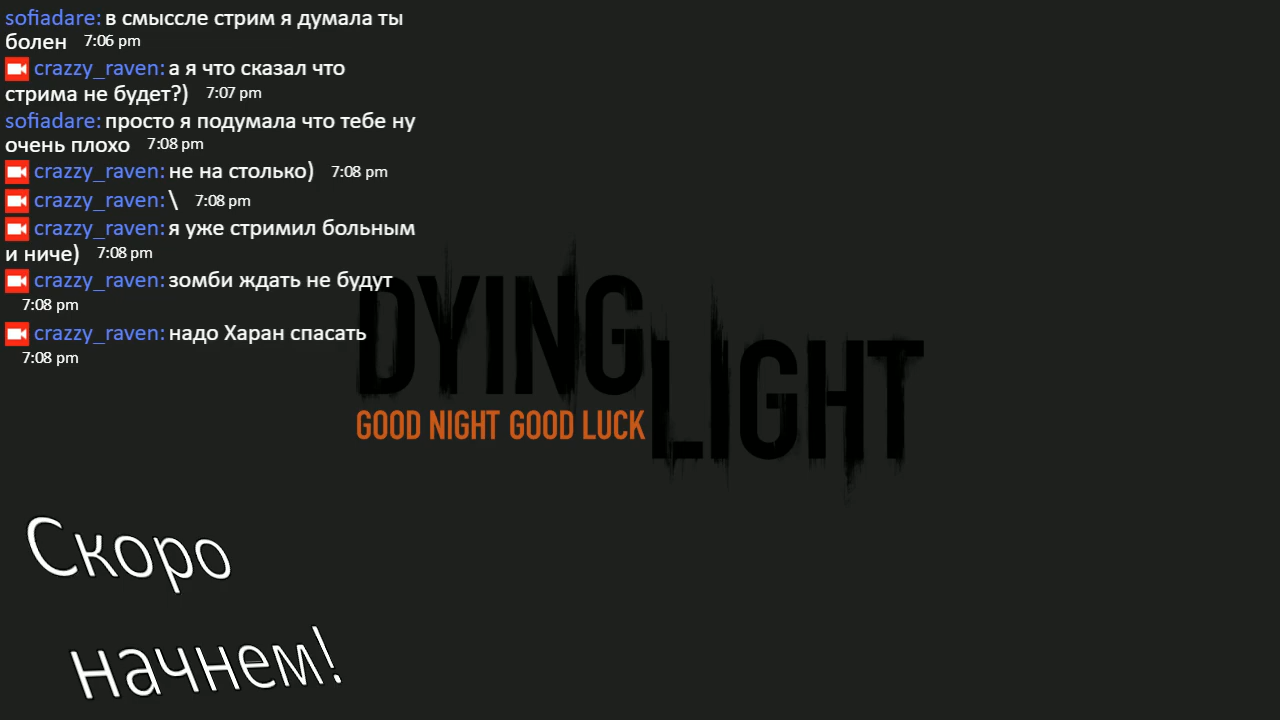 sofiadare: в смыссле стрим я думала ты
болен 7:06 pm
crazzy_raven: а я что сказал что
стрима не будет?) 7:07 pm
sofiadare: просто я подумала что тебе ну
очень плохо 7:08 pm
crazzy_raven: не на столько) 7:08 pm
crazzy_raven: \ 7:08 pm
crazzy_raven: я уже стримил больным
и ниче) 7:08 pm
crazzy_raven: зомби ждать не будут
7:08 pm
crazzy_raven: надо Харан спасать
7:08 pm
DYING
LIGHT
GOOD NIGHT GOOD LUCK
Скоро
начнем!